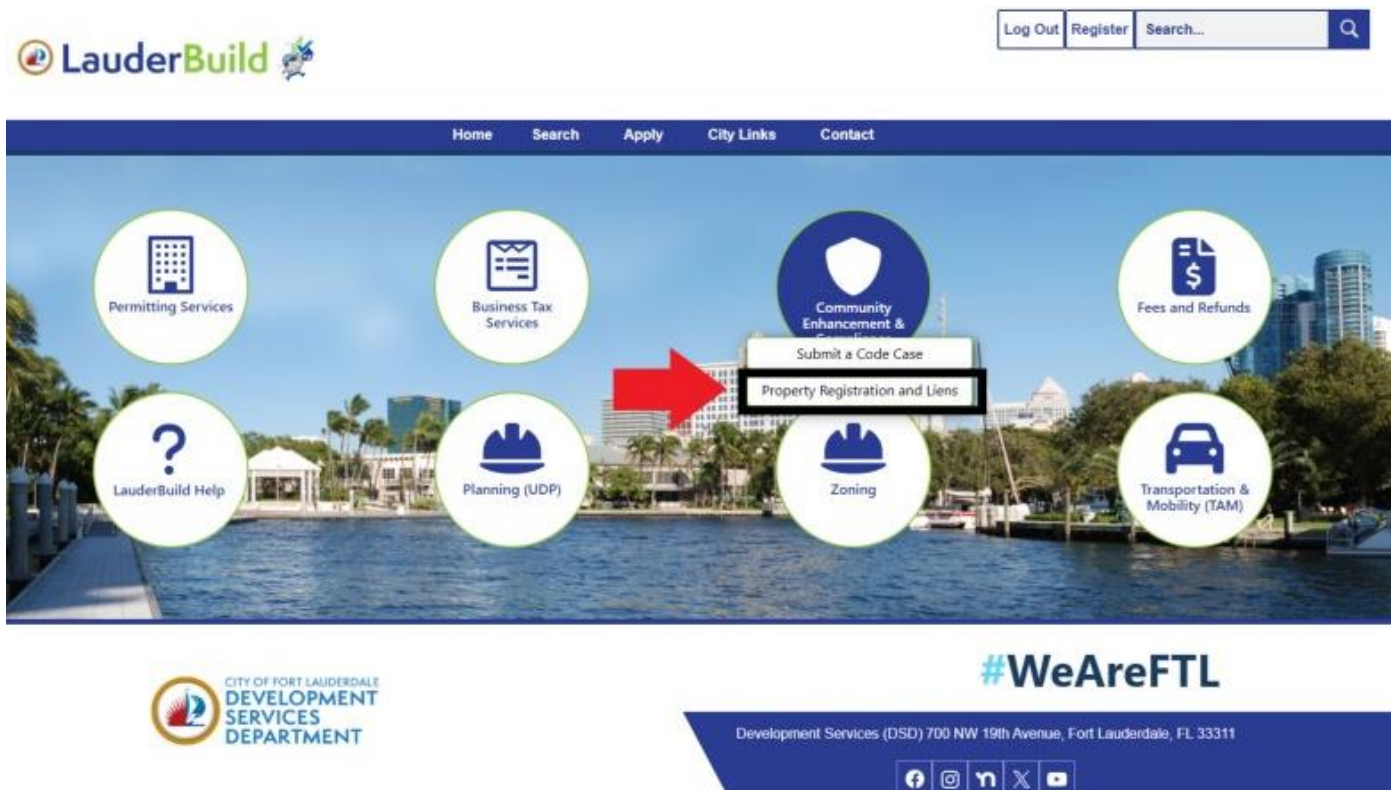 Log Out
Register
Search...
LauderBuild
Home
Search
Apply
City Links
Contact
Permitting Services
Business Tax
Services
Community
Enhancement &
Compliance
Submit a Code Case
Property Registration and Liens
Fees and Refunds
LauderBuild Help
Planning (UDP)
Zoning
Transportation &
Mobility (TAM)
CITY OF FORT LAUDERDALE
DEVELOPMENT
SERVICES
DEPARTMENT
#WeAreFTL
Development Services (DSD) 700 NW 19th Avenue, Fort Lauderdale, FL 33311